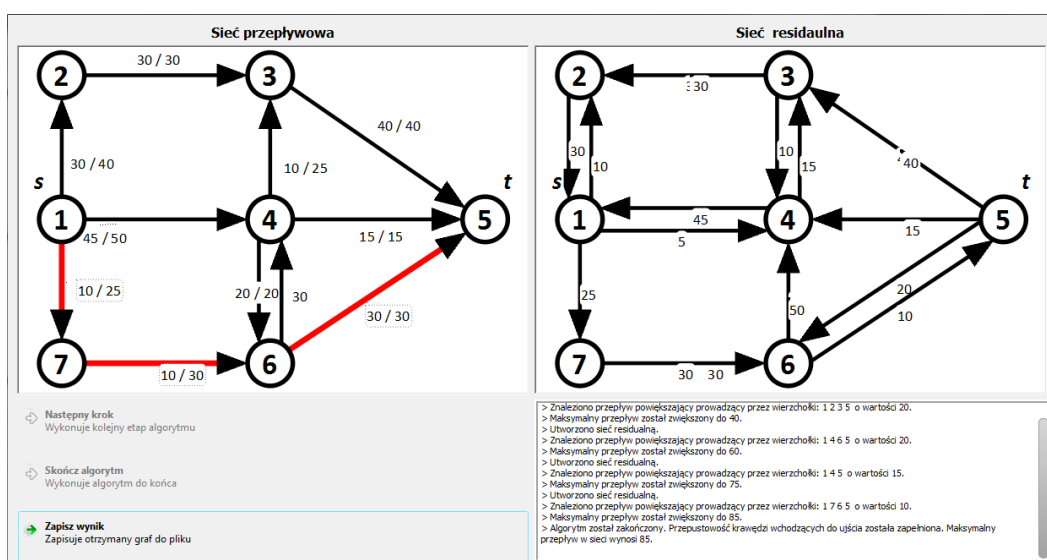 Sieć przepływowa
Sieć residaulna
30 / 30
2
3
40 / 40
30 / 40
10 / 25
s
t
1
4
5
45 / 50
15 / 15
10 / 25
20 / 20
30
30 / 30
7
6
10 / 30
2
3
30
30
10
10
15
40
s
t
1
4
5
45
5
15
25
50
20
10
7
6
30
30
Następny krok
Wykonuje kolejny etap algorytmu
Skończ algorytm
Wykonuje algorytm do końca
Zapisz wynik
Zapisuje otrzymany graf do pliku
> Znaleziono przepływ powiększający prowadzący przez wierzchołki: 1 2 3 5 o wartości 20.
> Maksymalny przepływ został zwiększony do 40.
> Utworzono sieć residualną.
> Znaleziono przepływ powiększający prowadzący przez wierzchołki: 1 4 6 5 o wartości 20.
> Maksymalny przepływ został zwiększony do 60.
> Utworzono sieć residualną.
> Znaleziono przepływ powiększający prowadzący przez wierzchołki: 1 4 5 o wartości 15.
> Maksymalny przepływ został zwiększony do 75.
> Utworzono sieć residualną.
> Znaleziono przepływ powiększający prowadzący przez wierzchołki: 1 7 6 5 o wartości 10.
> Maksymalny przepływ został zwiększony do 85.
> Algorytm został zakończony. Przepustowość krawędzi wchodzących do ujścia została zapełniona. Maksymalny
przepływ w sieci wynosi 85.